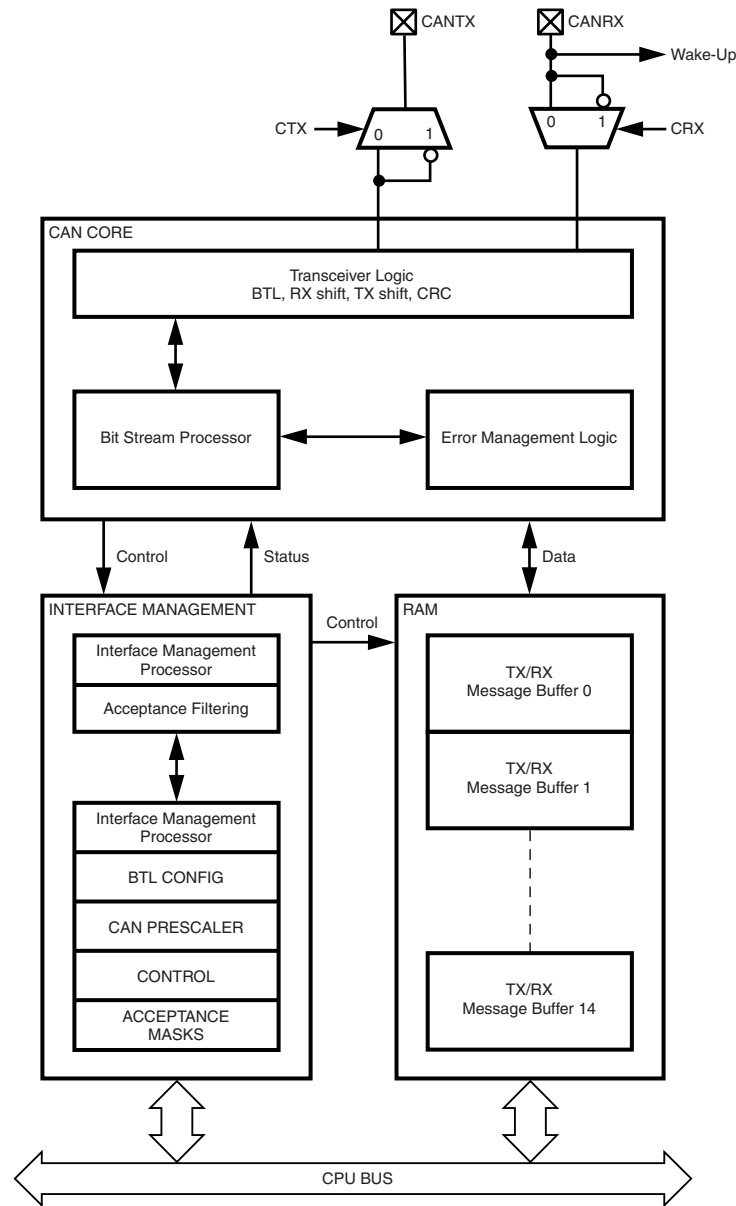 CANTX
CANRX
Wake-Up
CTX
0 1
0 1
CRX
CAN CORE
Transceiver Logic
BTL, RX shift, TX shift, CRC
Bit Stream Processor
Error Management Logic
Control
Status
Data
INTERFACE MANAGEMENT
Control
RAM
Interface Management
Processor
Acceptance Filtering
TX/RX
Message Buffer 0
TX/RX
Message Buffer 1
Interface Management
Processor
BTL CONFIG
CAN PRESCALER
CONTROL
ACCEPTANCE
MASKS
TX/RX
Message Buffer 14
CPU BUS